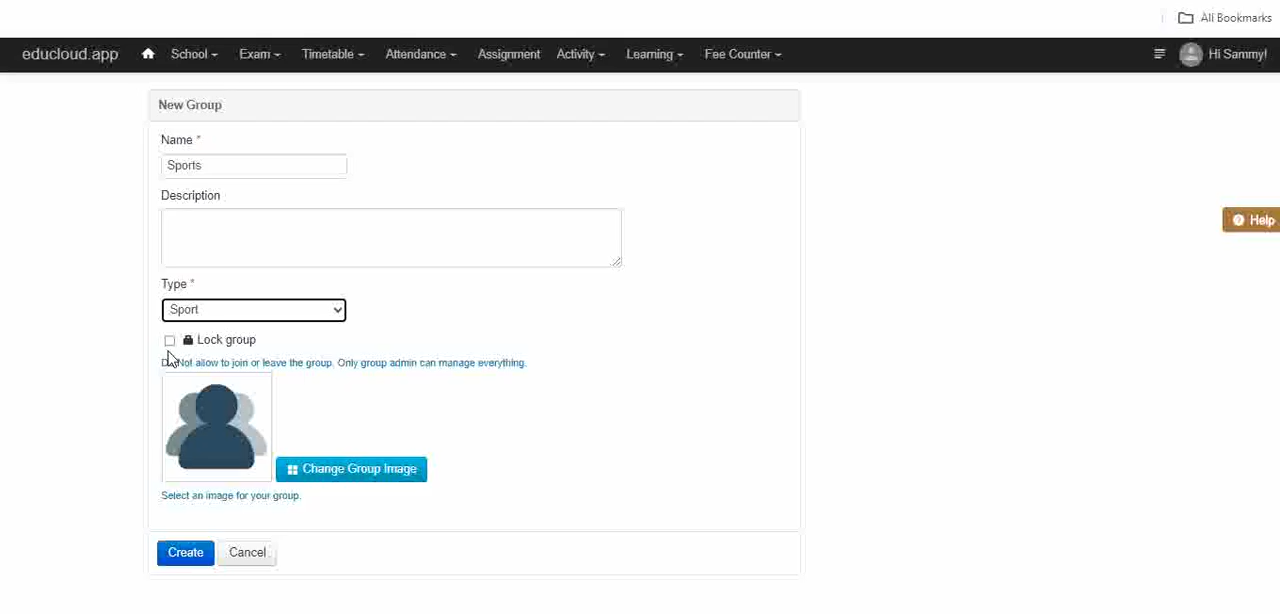 All Bookmarks
educloud.app School Exam Timetable Attendance Assignment Activity Learning Fee Counter Hi Sammy!
New Group
Name *
Sports
Description
Help
Type *
Sport
Lock group
Not allow to join or leave the group. Only group admin can manage everything.
Change Group Image
Select an image for your group.
Create Cancel